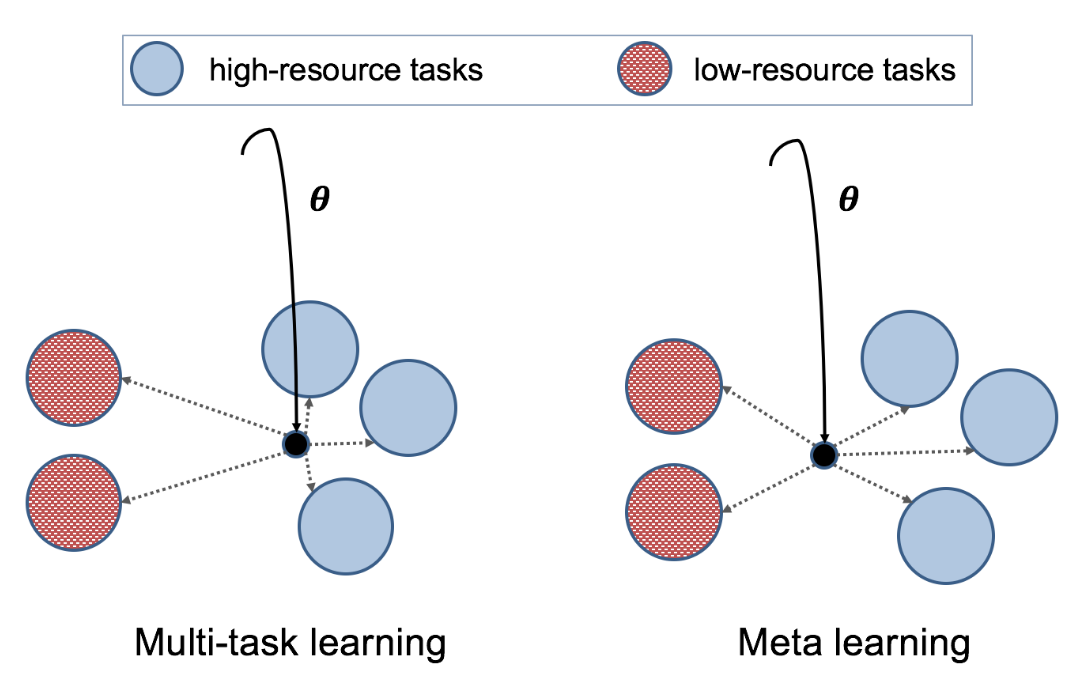 high-resource tasks
low-resource tasks
θ
θ
Multi-task learning
Meta learning